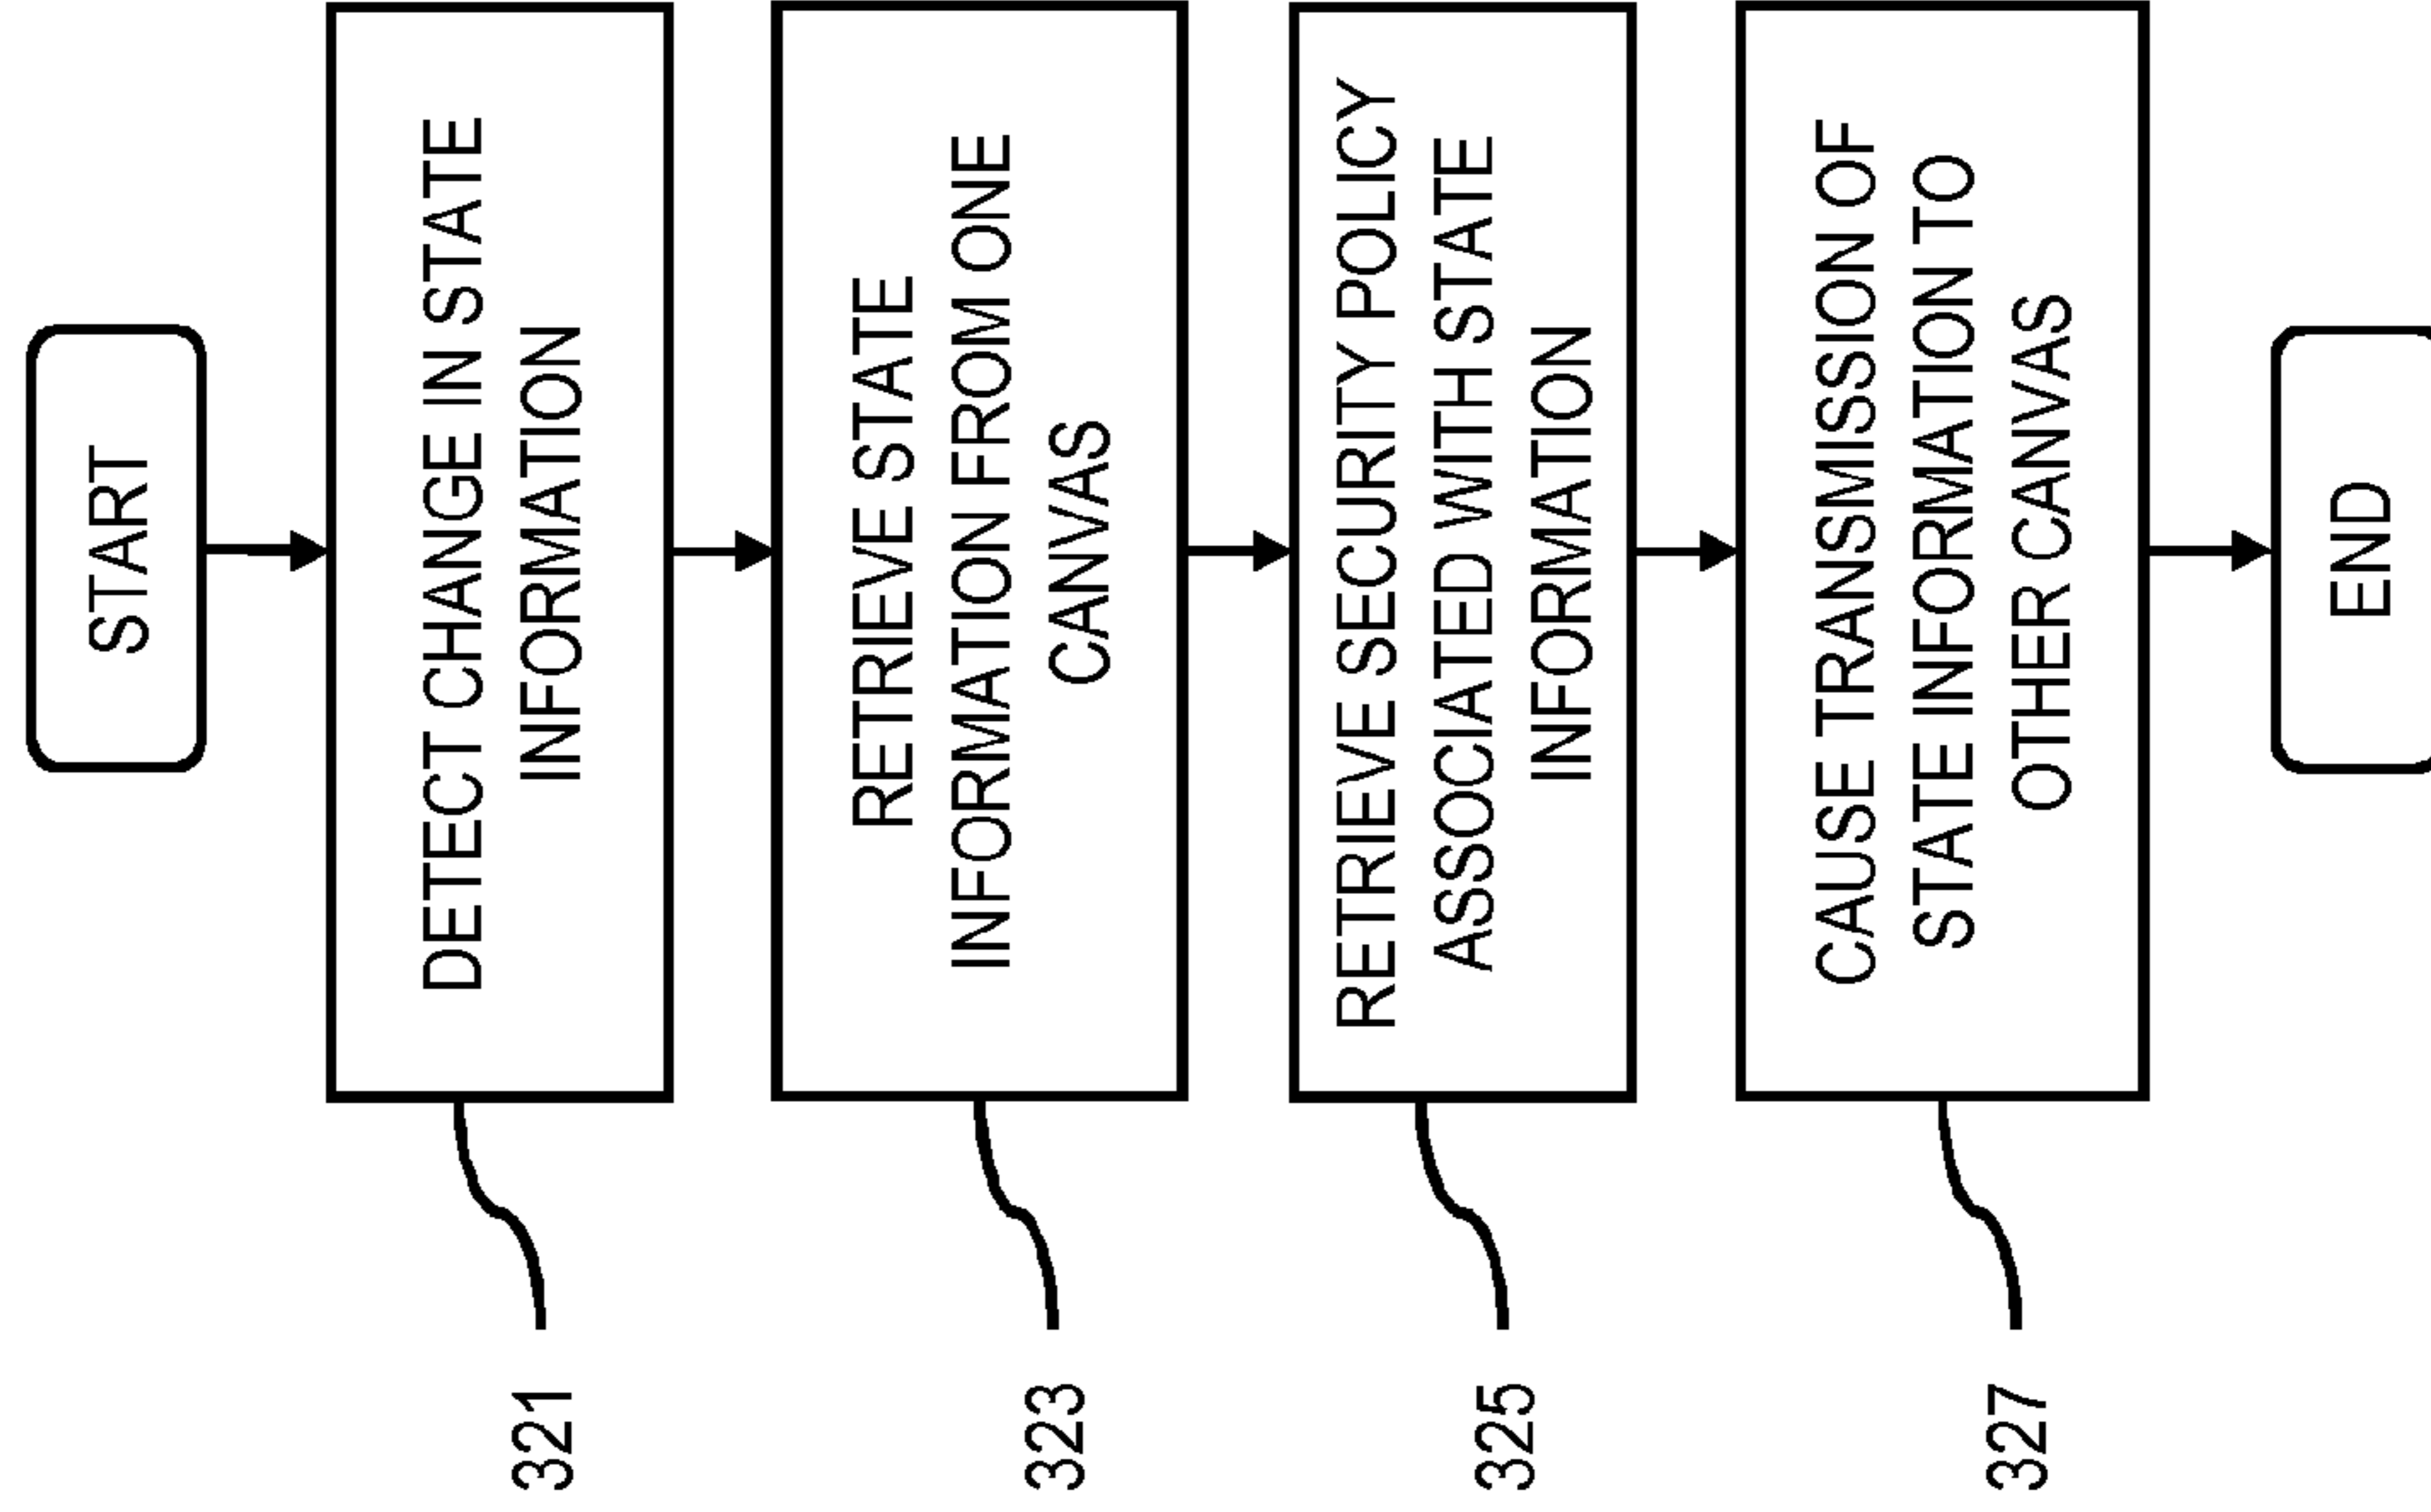 START
DETECT CHANGE IN STATE
INFORMATION
321
RETRIEVE STATE
INFORMATION FROM ONE
CANVAS
323
RETRIEVE SECURITY POLICY
ASSOCIATED WITH STATE
INFORMATION
325
CAUSE TRANSMISSION OF
STATE INFORMATION TO
OTHER CANVAS
327
END